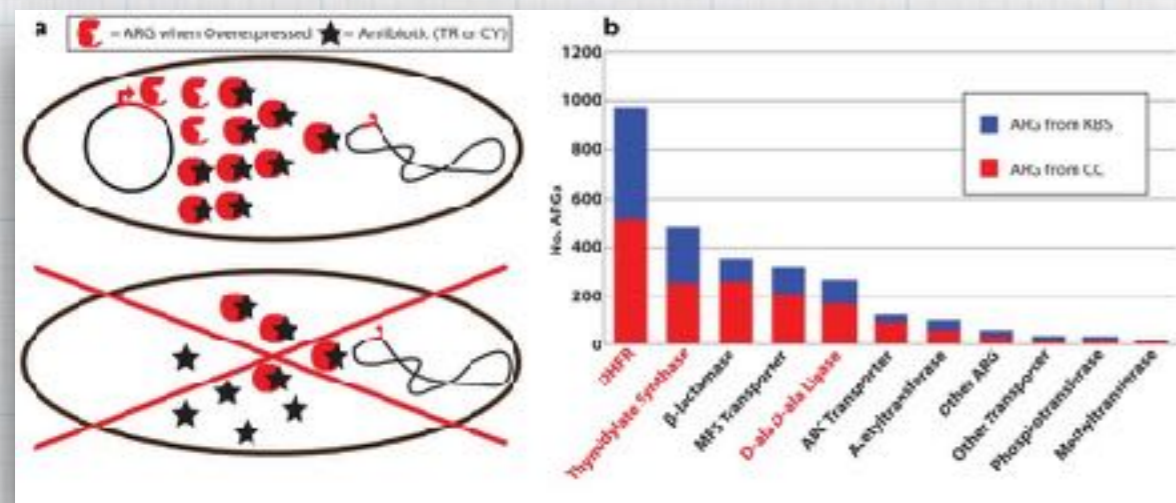 a
= ARG when Overexpressed = Antibiotic (TR or CY)
b
1200
1000
800
600
400
200
0
No. ARGs
ARG from KBS
ARG from CC
DHFR
Thymidylate Synthase
β-lactamase
MFS Transporter
D-ala D-ala Ligase
ABC Transporter
Acetyltransferase
Other ARG
Other Transporter
Phosphotransferase
Methyltransferase